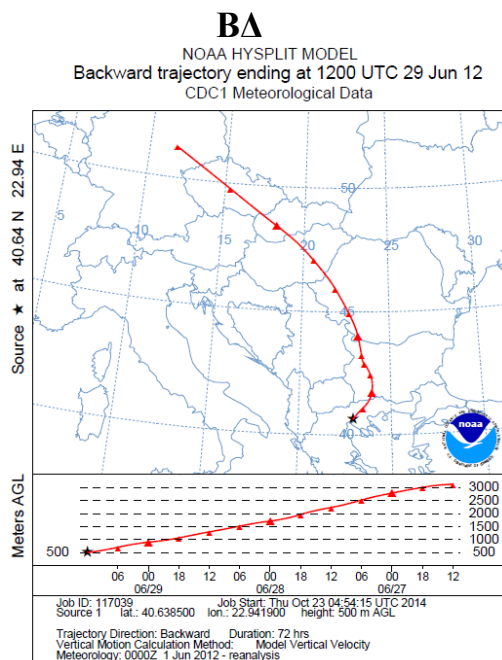 ΒΔ
NOAA HYSPLIT MODEL
Backward trajectory ending at 1200 UTC 29 Jun 12
CDC1 Meteorological Data
Source ★ at 40.64 N 22.94 E
5
10
15
20
25
30
50
45
40
noaa
Meters AGL
500
3000
2500
2000
1500
1000
500
06 00 18 12 06 00 18 12 06 00 18 12
06/29 06/28 06/27
Job ID: 117039 Job Start: Thu Oct 23 04:54:15 UTC 2014
Source 1 lat.: 40.638500 lon.: 22.941900 height: 500 m AGL
Trajectory Direction: Backward Duration: 72 hrs
Vertical Motion Calculation Method: Model Vertical Velocity
Meteorology: 0000Z 1 Jun 2012 - reanalysis